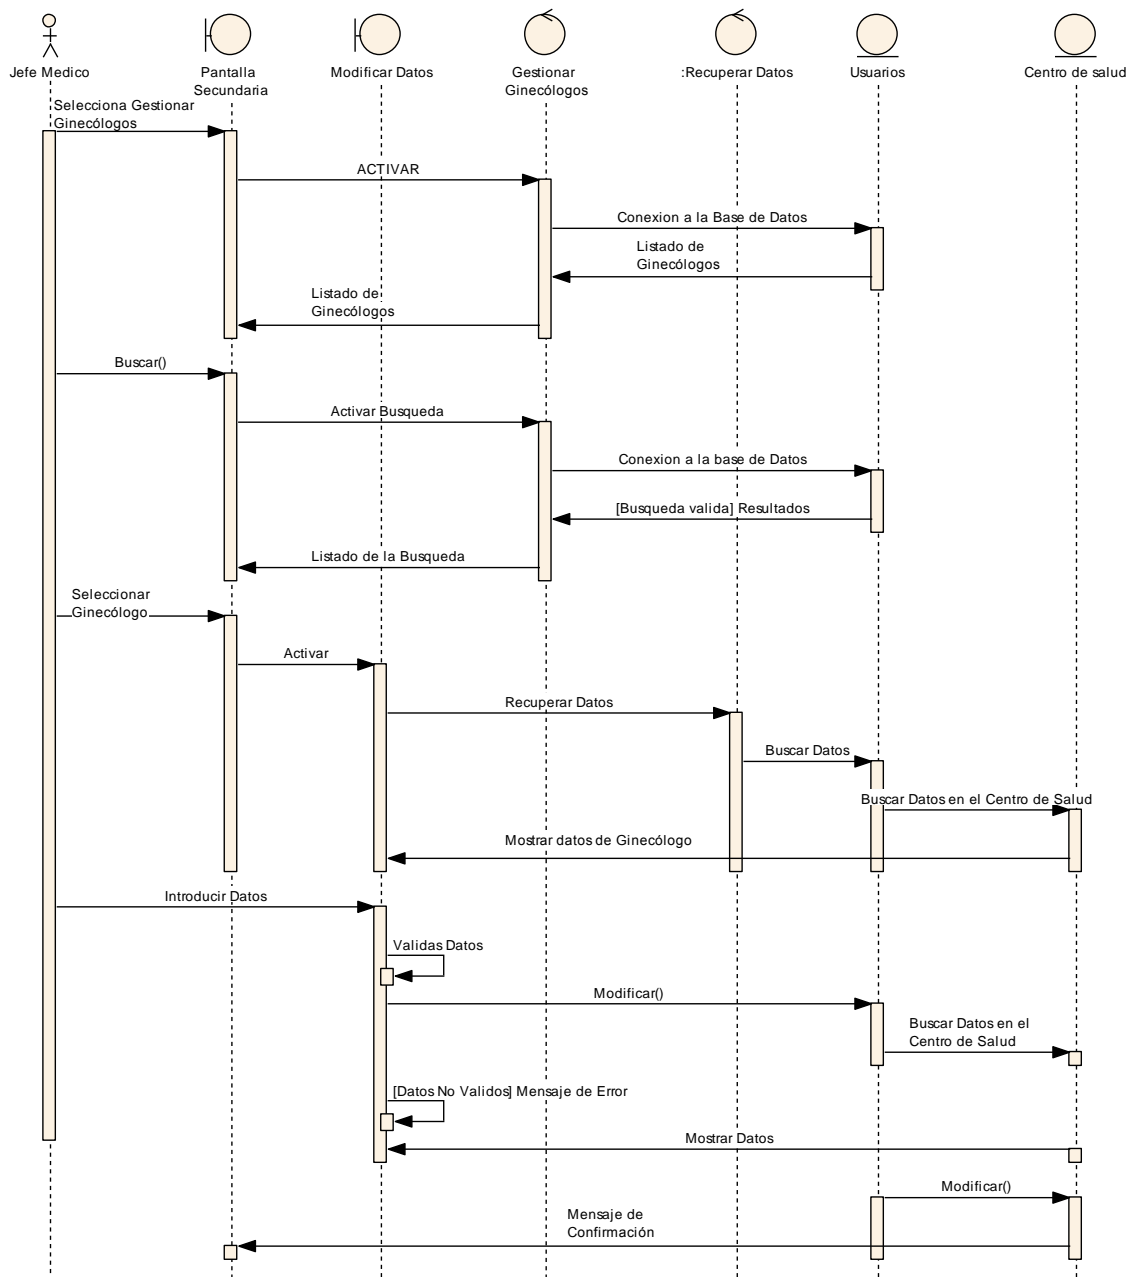 Jefe Medico
Pantalla
Secundaria
Modificar Datos
Gestionar
Ginecólogos
:Recuperar Datos
Usuarios
Centro de salud
Selecciona Gestionar
Ginecólogos
ACTIVAR
Conexion a la Base de Datos
Listado de
Ginecólogos
Listado de
Ginecólogos
Buscar()
Activar Busqueda
Conexion a la base de Datos
[Busqueda valida] Resultados
Listado de la Busqueda
Seleccionar
Ginecólogo
Activar
Recuperar Datos
Buscar Datos
Buscar Datos en el Centro de Salud
Mostrar datos de Ginecólogo
Introducir Datos
Validas Datos
Modificar()
Buscar Datos en el
Centro de Salud
[Datos No Validos] Mensaje de Error
Mostrar Datos
Modificar()
Mensaje de
Confirmación